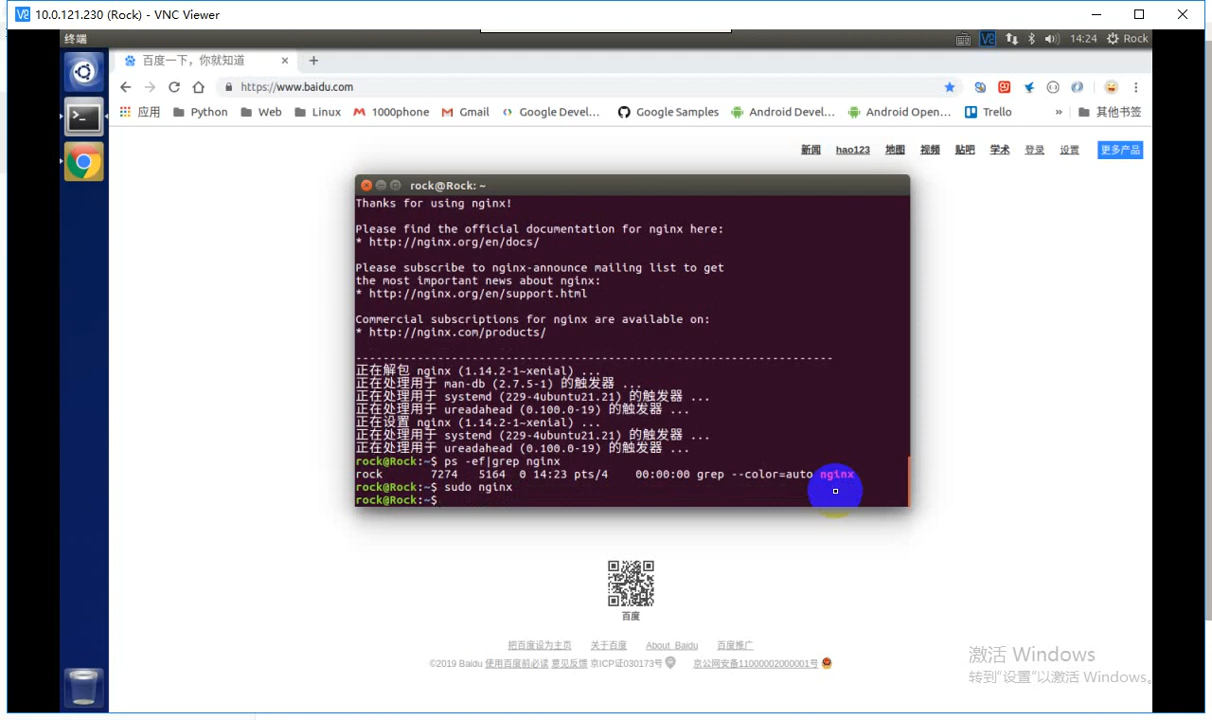 10.0.121.230 (Rock) - VNC Viewer
终端
14:24 Rock
百度一下，你就知道
https://www.baidu.com
应用 Python Web Linux 1000phone Gmail Google Devel... Google Samples Android Devel... Android Open... Trello » 其他书签
新闻 hao123 地图 视频 贴吧 学术 登录 设置 更多产品
rock@Rock: ~
Thanks for using nginx!
Please find the official documentation for nginx here:
* http://nginx.org/en/docs/
Please subscribe to nginx-announce mailing list to get
the most important news about nginx:
* http://nginx.org/en/support.html
Commercial subscriptions for nginx are available on:
* http://nginx.com/products/
----------------------------------------------------------------------
正在解包 nginx (1.14.2-1~xenial) ...
正在处理用于 man-db (2.7.5-1) 的触发器 ...
正在处理用于 systemd (229-4ubuntu21.21) 的触发器 ...
正在处理用于 ureadahead (0.100.0-19) 的触发器 ...
正在设置 nginx (1.14.2-1~xenial) ...
正在处理用于 systemd (229-4ubuntu21.21) 的触发器 ...
正在处理用于 ureadahead (0.100.0-19) 的触发器 ...
rock@Rock:~$ ps -ef|grep nginx
rock 7274 5164 0 14:23 pts/4 00:00:00 grep --color=auto nginx
rock@Rock:~$ sudo nginx
rock@Rock:~$
百度
把百度设为主页 关于百度 About Baidu 百度推广
©2019 Baidu 使用百度前必读 意见反馈 京ICP证030173号 京公网安备11000002000001号
激活 Windows
转到“设置”以激活 Windows。